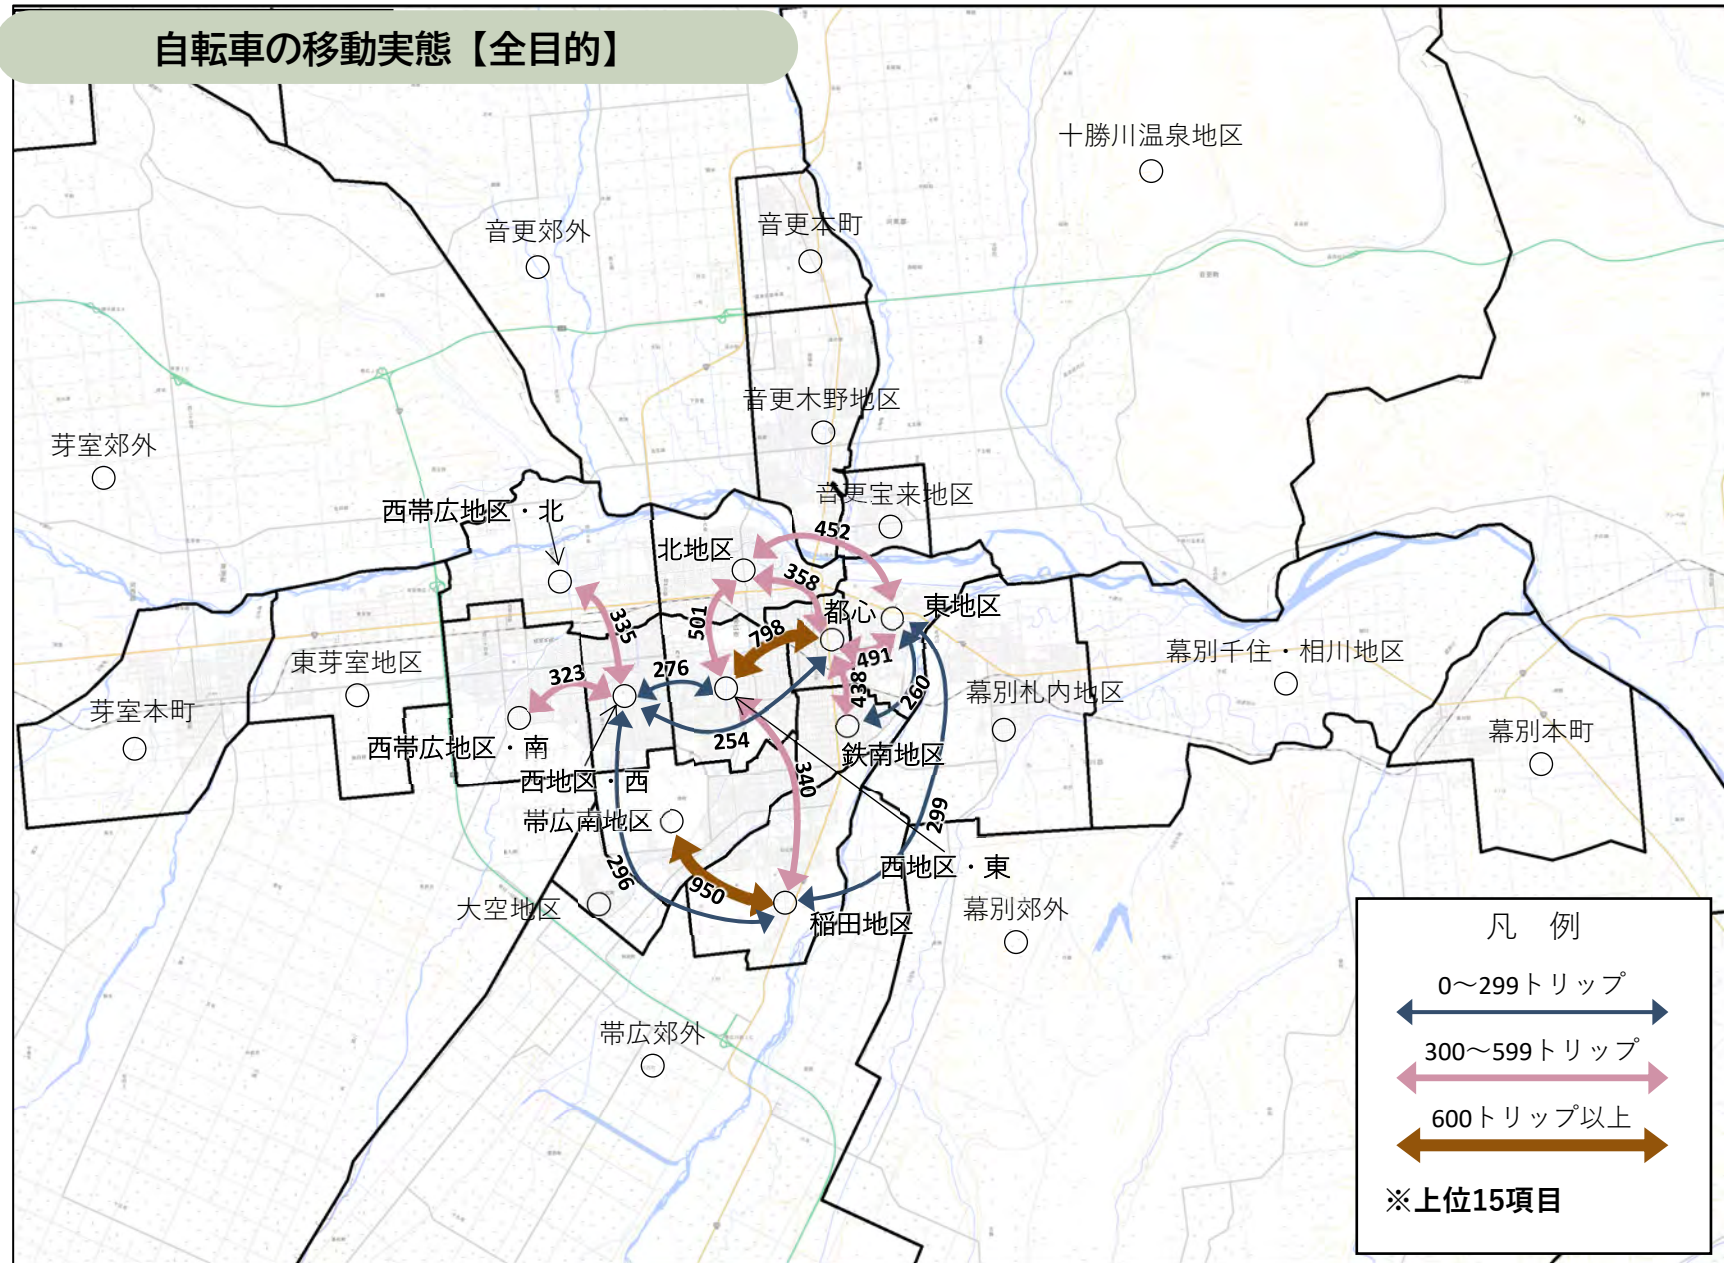 自転車の移動実態【全目的】
十勝川温泉地区
音更郊外
音更本町
音更木野地区
芽室郊外
音更宝来地区
西帯広地区・北
452
北地区
358
都心
東地区
335
501
798
491
276
323
438
260
東芽室地区
幕別千住・相川地区
幕別札内地区
芽室本町
幕別本町
西帯広地区・南
254
鉄南地区
西地区・西
340
帯広南地区
299
西地区・東
296
950
大空地区
稲田地区
幕別郊外
帯広郊外
凡 例
0～299トリップ
300～599トリップ
600トリップ以上
※上位15項目